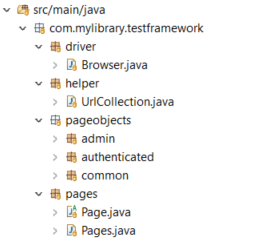 src/main/java
com.mylibrary.testframework
driver
Browser.java
helper
UrlCollection.java
pageobjects
admin
authenticated
common
pages
Page.java
Pages.java